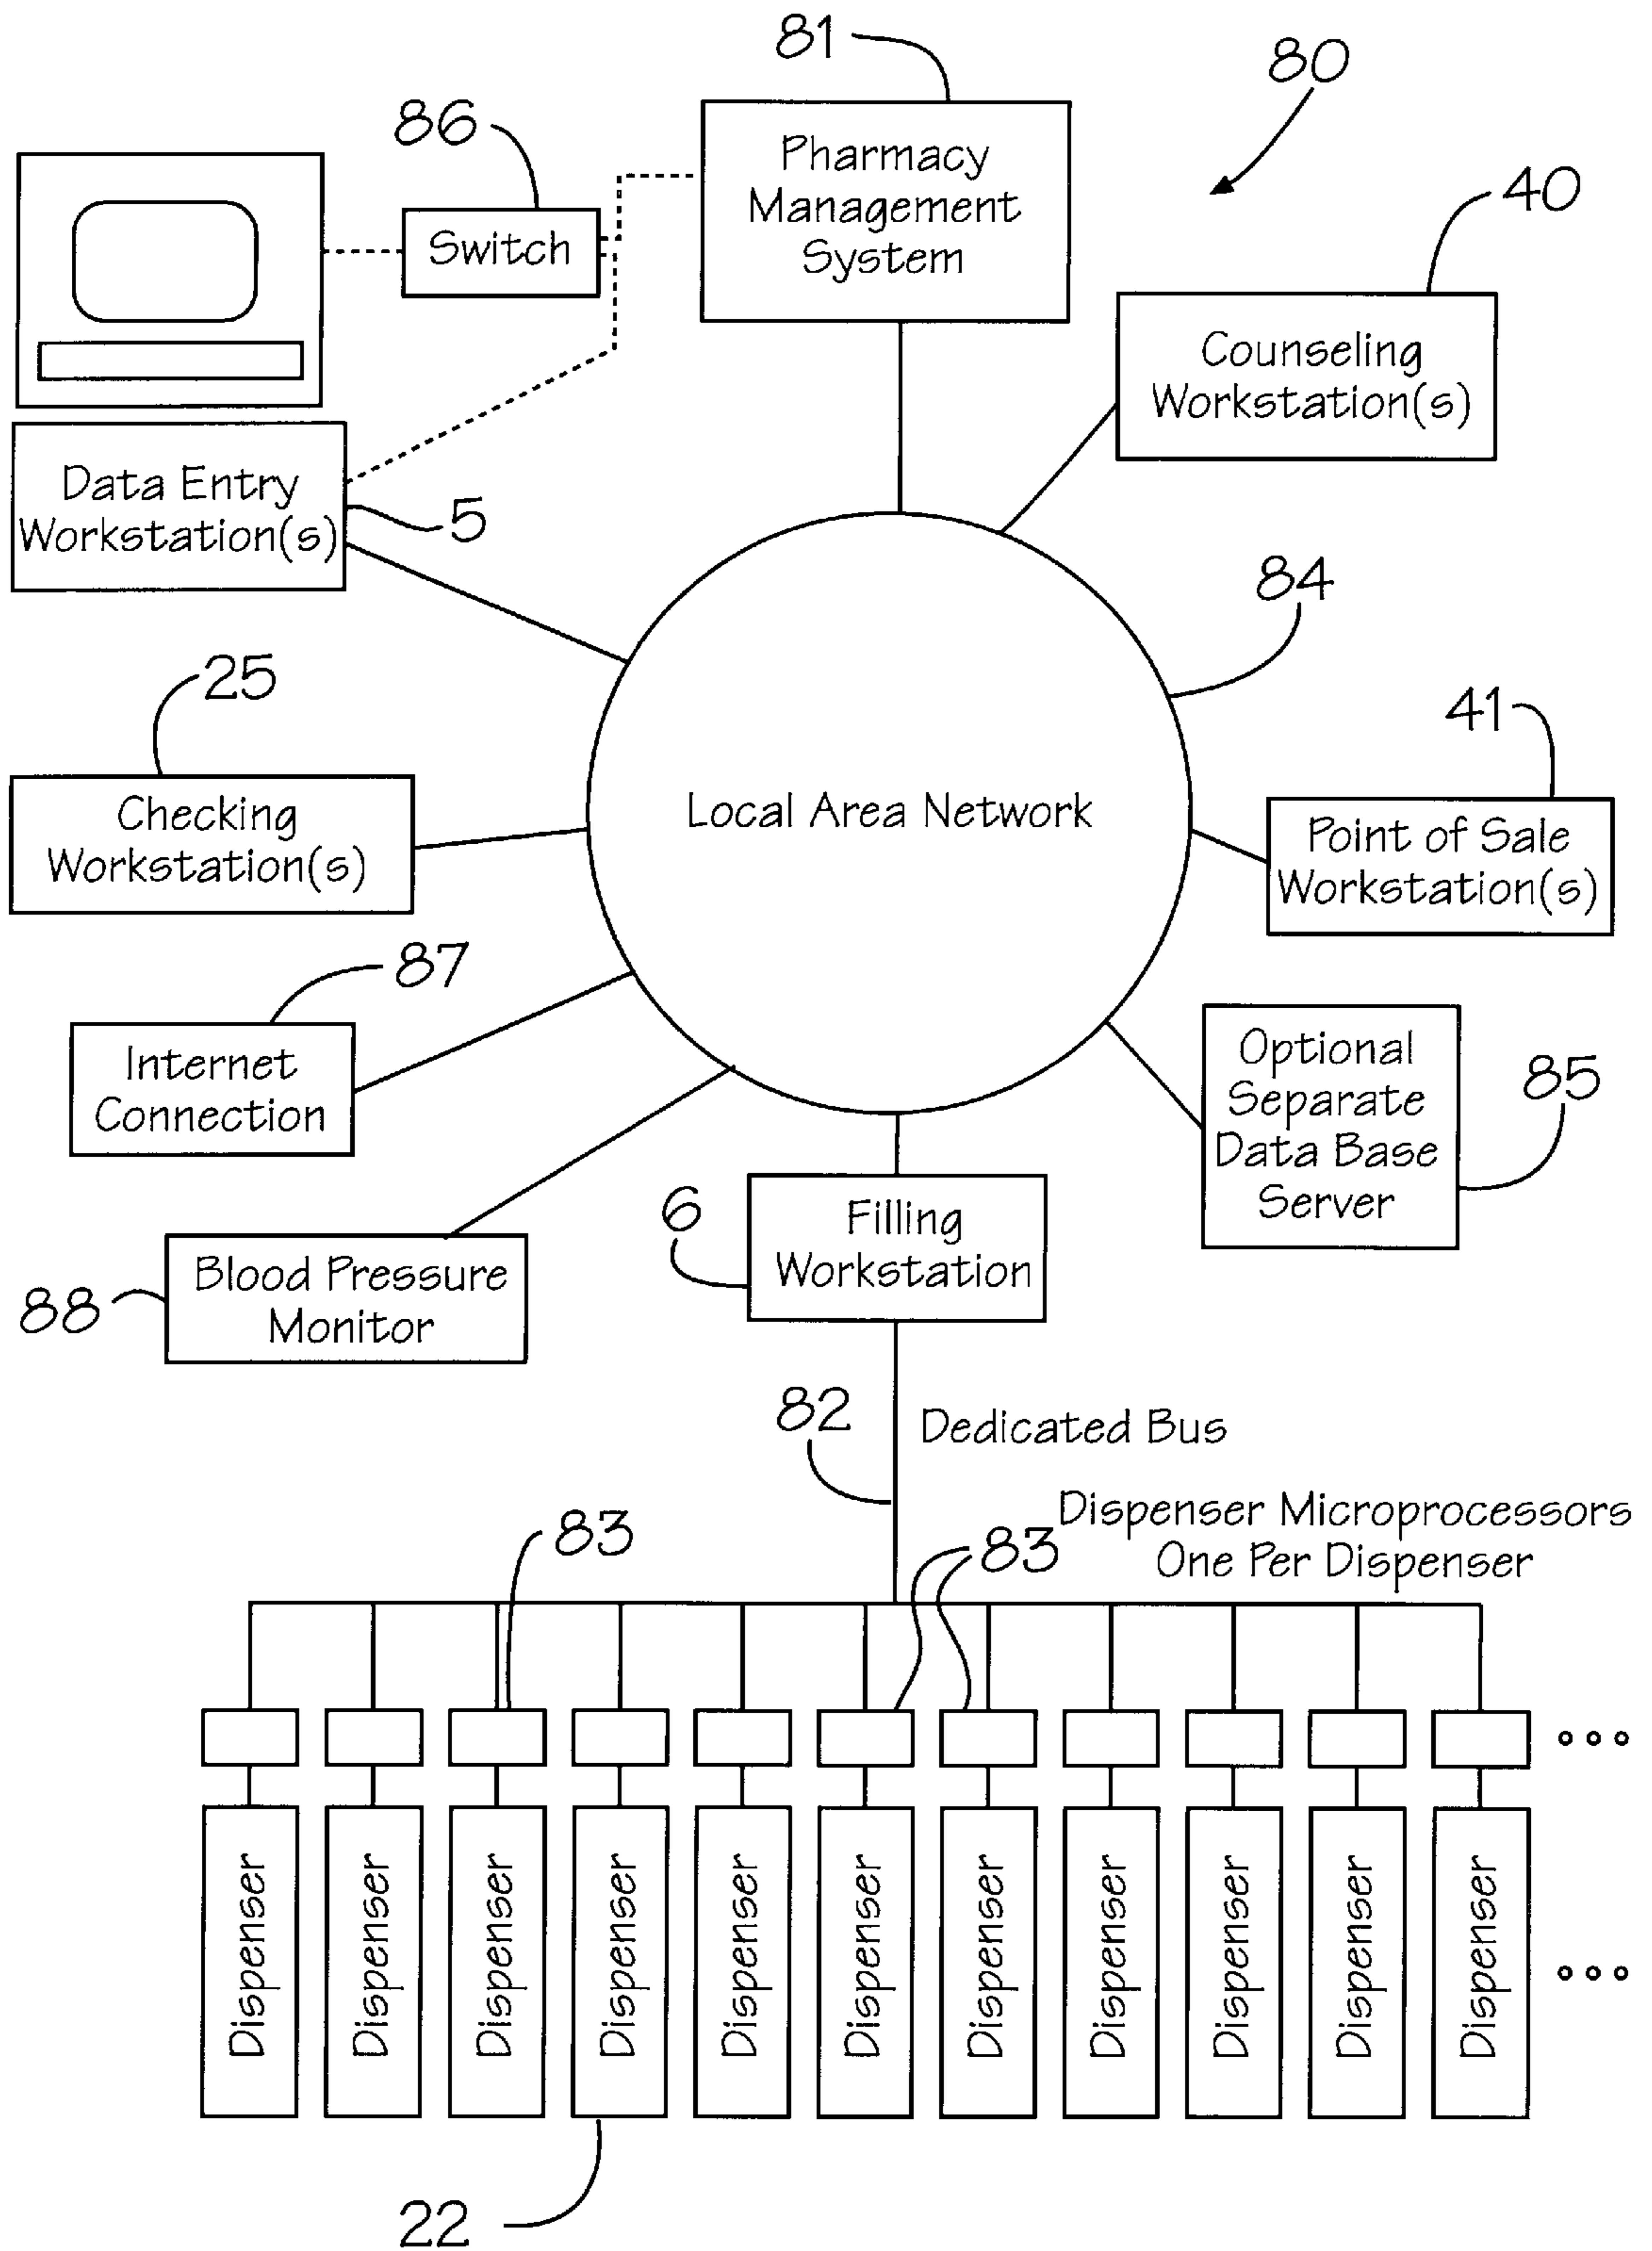 81
80
86
Pharmacy
Management
System
40
Switch
Counseling
Workstation(s)
Data Entry
Workstation(s)
5
84
25
41
Checking
Workstation(s)
Local Area Network
Point of Sale
Workstation(s)
87
Internet
Connection
Optional
Separate
Data Base
Server
85
6
Filling
Workstation
88
Blood Pressure
Monitor
82
Dedicated Bus
83
83
Dispenser Microprocessors
One Per Dispenser
Dispenser
Dispenser
Dispenser
Dispenser
Dispenser
Dispenser
Dispenser
Dispenser
Dispenser
Dispenser
Dispenser
22